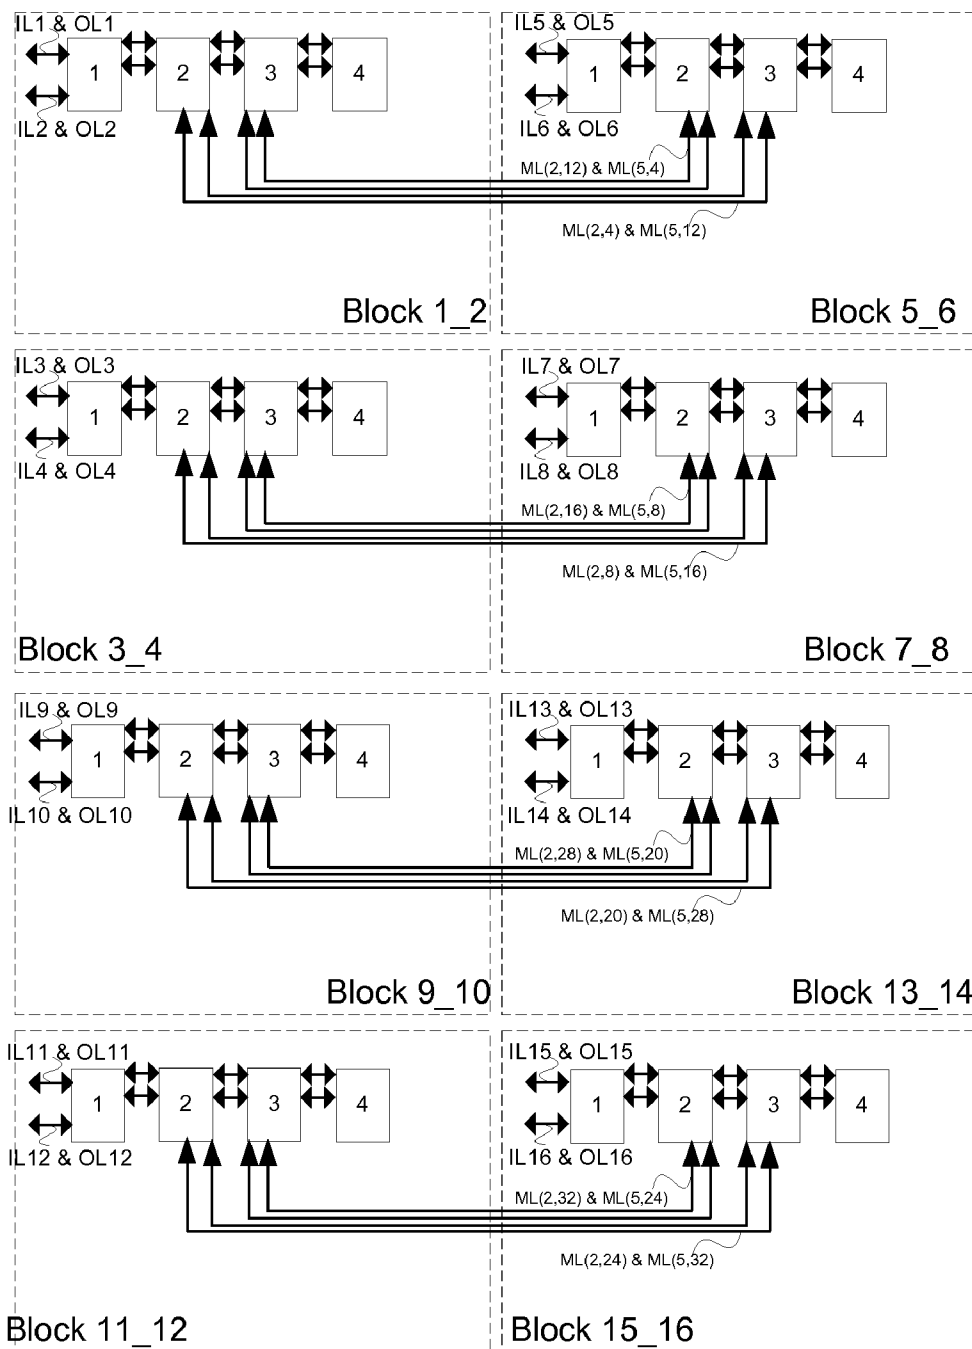 IL1 & OL1
1
2
3
4
IL2 & OL2
Block 1_2
IL5 & OL5
1
2
3
4
IL6 & OL6
ML(2,12) & ML(5,4)
ML(2,4) & ML(5,12)
Block 5_6
IL3 & OL3
1
2
3
4
IL4 & OL4
Block 3_4
IL7 & OL7
1
2
3
4
IL8 & OL8
ML(2,16) & ML(5,8)
ML(2,8) & ML(5,16)
Block 7_8
IL9 & OL9
1
2
3
4
IL10 & OL10
Block 9_10
IL13 & OL13
1
2
3
4
IL14 & OL14
ML(2,28) & ML(5,20)
ML(2,20) & ML(5,28)
Block 13_14
IL11 & OL11
1
2
3
4
IL12 & OL12
Block 11_12
IL15 & OL15
1
2
3
4
IL16 & OL16
ML(2,32) & ML(5,24)
ML(2,24) & ML(5,32)
Block 15_16